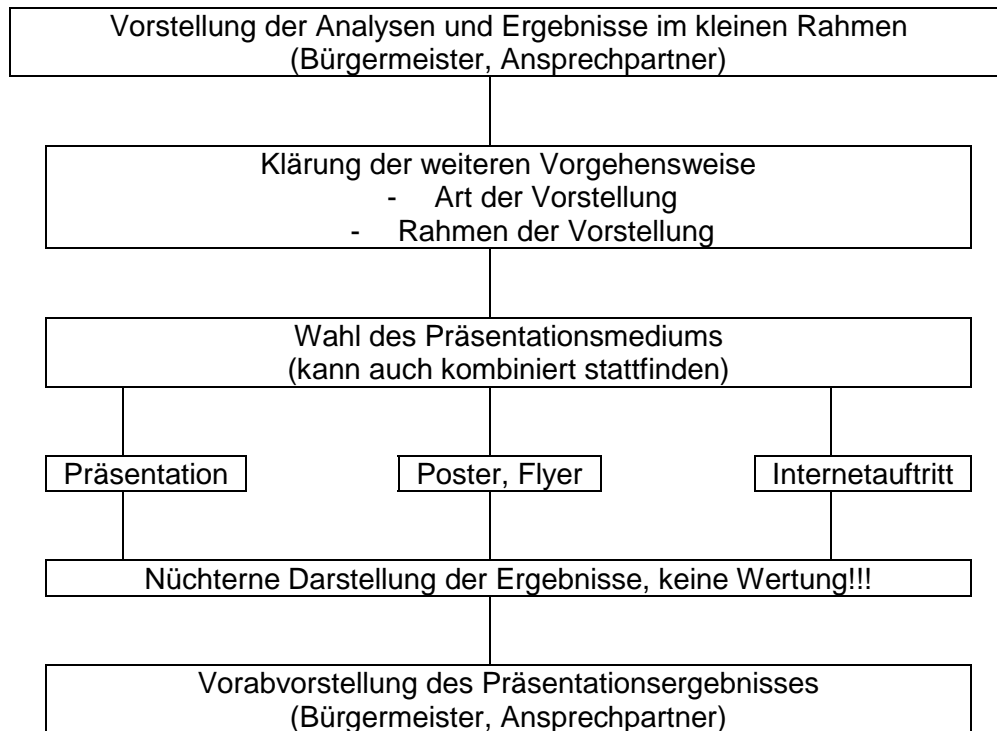 Vorstellung der Analysen und Ergebnisse im kleinen Rahmen
(Bürgermeister, Ansprechpartner)
Klärung der weiteren Vorgehensweise
- Art der Vorstellung
- Rahmen der Vorstellung
Wahl des Präsentationsmediums
(kann auch kombiniert stattfinden)
Präsentation
Poster, Flyer
Internetauftritt
Nüchterne Darstellung der Ergebnisse, keine Wertung!!!
Vorabvorstellung des Präsentationsergebnisses
(Bürgermeister, Ansprechpartner)